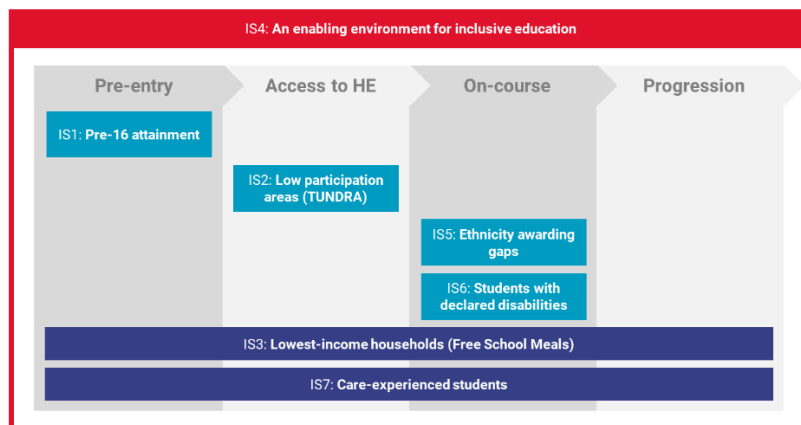 IS4: An enabling environment for inclusive education
Pre-entry
Access to HE
On-course
Progression
IS1: Pre-16 attainment
IS2: Low participation
areas (TUNDRA)
IS5: Ethnicity awarding
gaps
IS6: Students with
declared disabilities
IS3: Lowest-income households (Free School Meals)
IS7: Care-experienced students